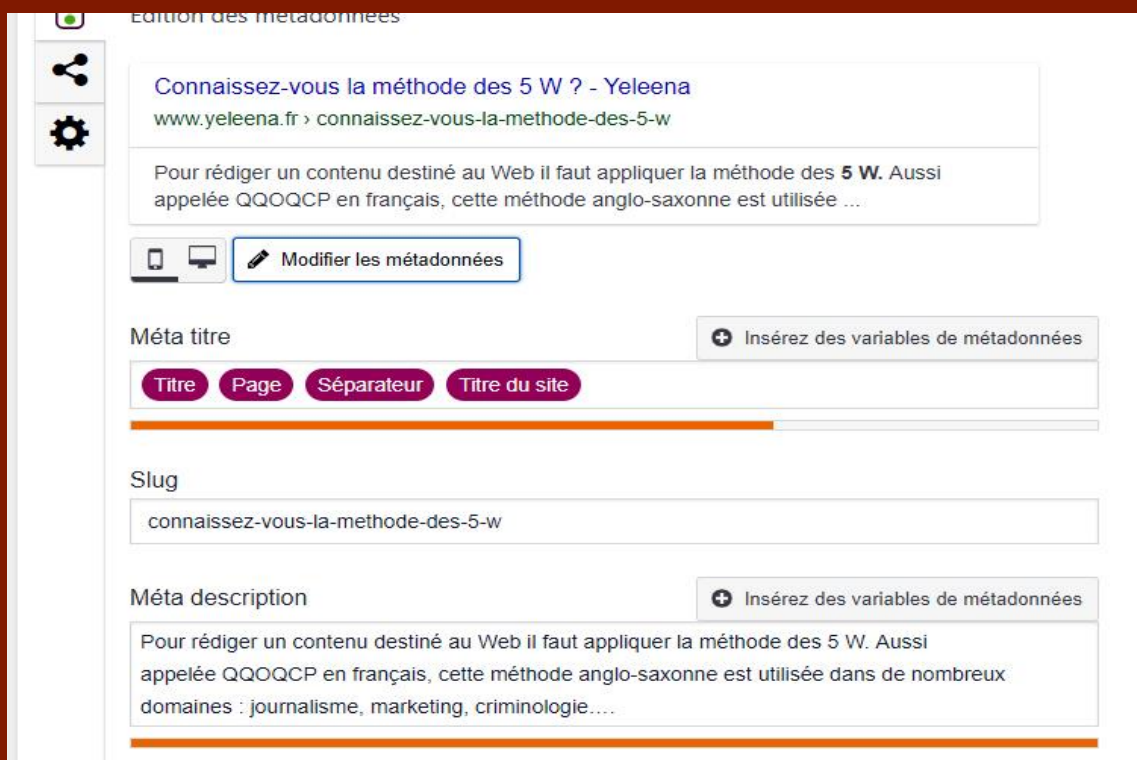 Edition des métadonnées
Connaissez-vous la méthode des 5 W ? - Yeleena
www.yeleena.fr › connaissez-vous-la-methode-des-5-w
Pour rédiger un contenu destiné au Web il faut appliquer la méthode des 5 W. Aussi
appelée QQOQCP en français, cette méthode anglo-saxonne est utilisée ...
Modifier les métadonnées
Méta titre
Insérez des variables de métadonnées
Titre Page Séparateur Titre du site
Slug
connaissez-vous-la-methode-des-5-w
Méta description
Insérez des variables de métadonnées
Pour rédiger un contenu destiné au Web il faut appliquer la méthode des 5 W. Aussi
appelée QQOQCP en français, cette méthode anglo-saxonne est utilisée dans de nombreux
domaines : journalisme, marketing, criminologie….